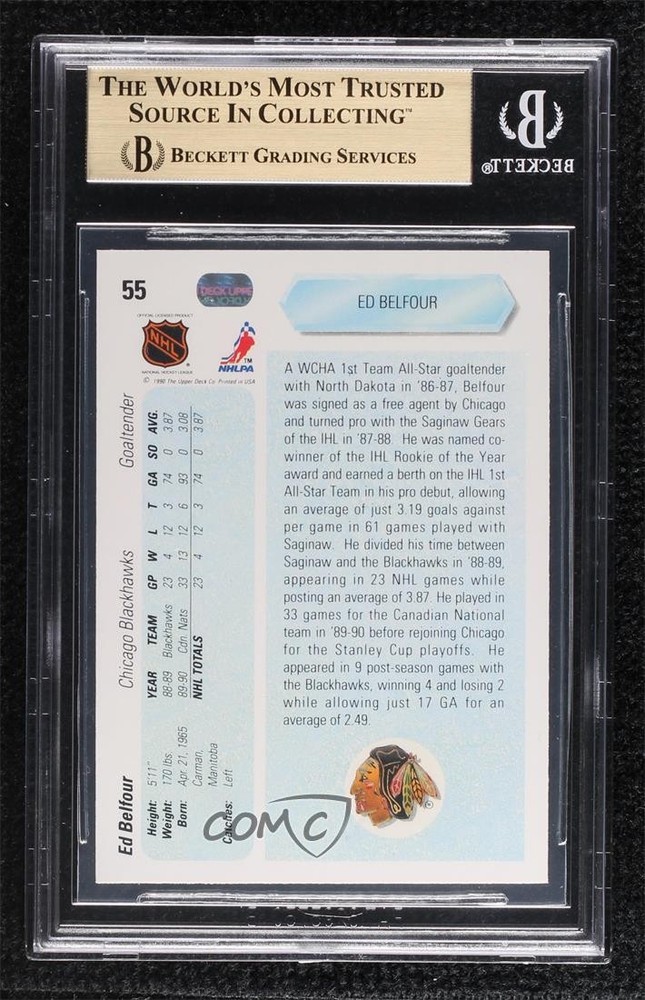 THE WORLD'S MOST TRUSTED
SOURCE IN COLLECTING™
B BECKETT GRADING SERVICES
B
BECKETT®
55
UPPER DECK
ED BELFOUR
OFFICIAL LICENSED PRODUCT
NHL
NATIONAL HOCKEY LEAGUE
NHLPA
TM
© 1990 The Upper Deck Co. Printed in USA
A WCHA 1st Team All-Star goaltender
with North Dakota in '86-87, Belfour
was signed as a free agent by Chicago
and turned pro with the Saginaw Gears
of the IHL in '87-88. He was named co-
winner of the IHL Rookie of the Year
award and earned a berth on the IHL 1st
All-Star Team in his pro debut, allowing
an average of just 3.19 goals against
per game in 61 games played with
Saginaw. He divided his time between
Saginaw and the Blackhawks in '88-89,
appearing in 23 NHL games while
posting an average of 3.87. He played in
33 games for the Canadian National
team in '89-90 before rejoining Chicago
for the Stanley Cup playoffs. He
appeared in 9 post-season games with
the Blackhawks, winning 4 and losing 2
while allowing just 17 GA for an
average of 2.49.
Ed Belfour Chicago Blackhawks Goaltender
Height: 5'11"
Weight: 170 lbs.
Born: Apr. 21, 1965
Carman,
Manitoba
Catches: Left
YEAR TEAM GP W L T GA SO AVG.
88-89 Blackhawks 23 4 12 3 74 0 3.87
89-90 Cdn. Nats 33 13 12 6 93 0 3.08
NHL TOTALS 23 4 12 3 74 0 3.87
COMC